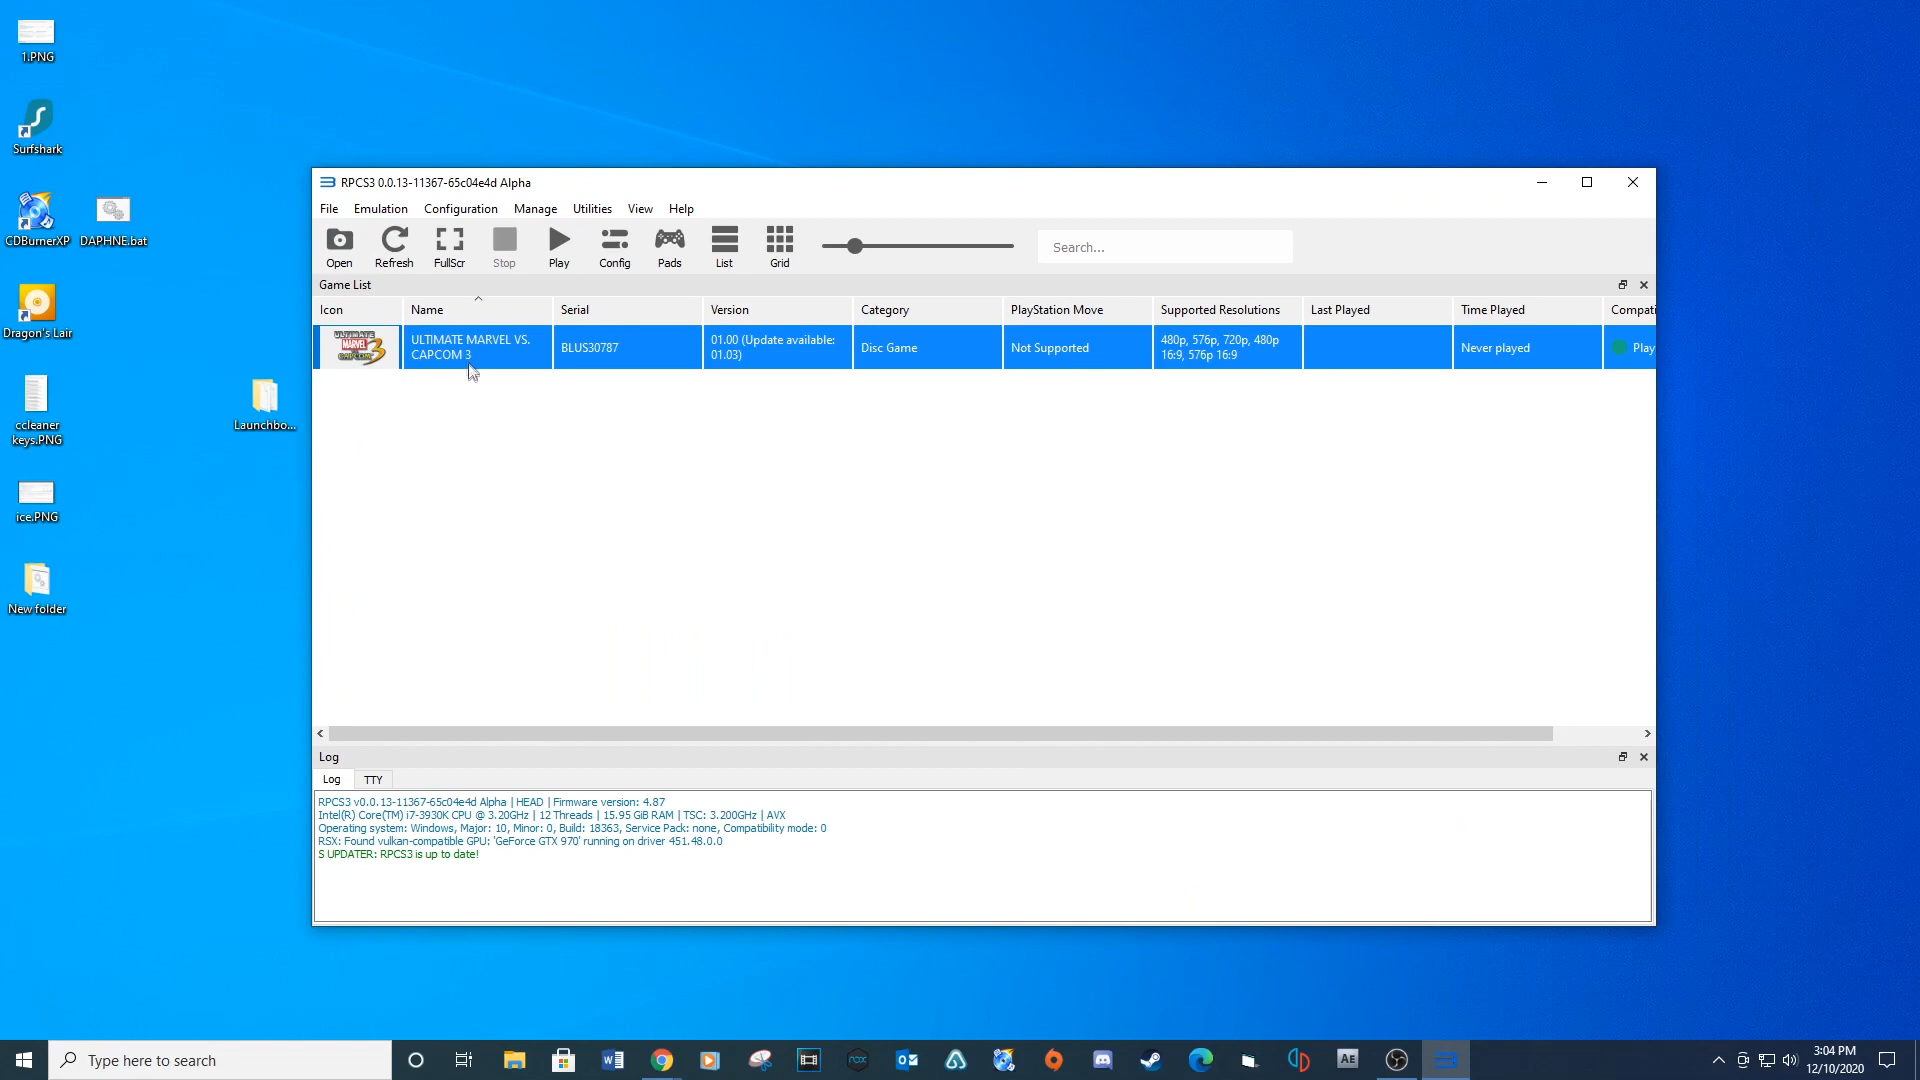 1.PNG
Surfshark
CDBurnerXP
DAPHNE.bat
Dragon's Lair
ccleaner
keys.PNG
Launchbo...
ice.PNG
New folder
RPCS3 0.0.13-11367-65c04e4d Alpha
File Emulation Configuration Manage Utilities View Help
Open Refresh FullScr Stop Play Config Pads List Grid
Search...
Game List
Icon Name Serial Version Category PlayStation Move Supported Resolutions Last Played Time Played Compati
ULTIMATE
MARVEL
CAPCOM 3
ULTIMATE MARVEL VS.
CAPCOM 3
BLUS30787
01.00 (Update available:
01.03)
Disc Game
Not Supported
480p, 576p, 720p, 480p
16:9, 576p 16:9
Never played
Play
Log
Log TTY
RPCS3 v0.0.13-11367-65c04e4d Alpha | HEAD | Firmware version: 4.87
Intel(R) Core(TM) i7-3930K CPU @ 3.20GHz | 12 Threads | 15.95 GiB RAM | TSC: 3.200GHz | AVX
Operating system: Windows, Major: 10, Minor: 0, Build: 18363, Service Pack: none, Compatibility mode: 0
RSX: Found vulkan-compatible GPU: 'GeForce GTX 970' running on driver 451.48.0.0
S UPDATER: RPCS3 is up to date!
Type here to search
AE
3:04 PM
12/10/2020